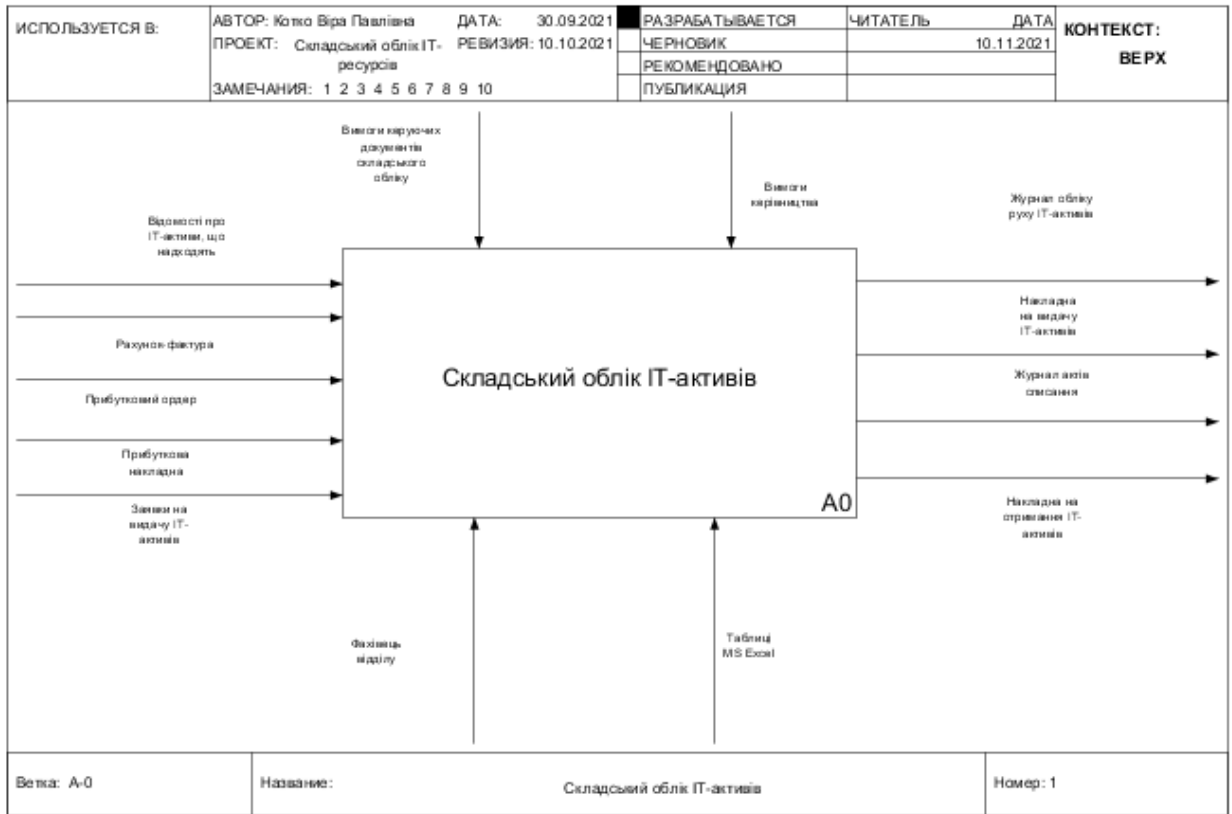 ИСПОЛЬЗУЕТСЯ В:
АВТОР: Котко Віра Павлівна
ДАТА: 30.09.2021
РАЗРАБАТЫВАЕТСЯ
ЧИТАТЕЛЬ
ДАТА
КОНТЕКСТ:
ПРОЕКТ: Складський облік ІТ-
РЕВИЗИЯ: 10.10.2021
ЧЕРНОВИК
10.11.2021
ВЕРХ
ресурсів
РЕКОМЕНДОВАНО
ЗАМЕЧАНИЯ: 1 2 3 4 5 6 7 8 9 10
ПУБЛИКАЦИЯ
Вимоги керуючих
документів
складського
обліку
Вимоги
керівництва
Відомості про
ІТ-активи, що
надходять
Рахунок-фактура
Прибутковий ордер
Прибуткова
накладна
Заявки на
видачу ІТ-
активів
Складський облік ІТ-активів
А0
Журнал обліку
руху ІТ-активів
Накладна
на видачу
ІТ-активів
Журнал актів
списання
Накладна на
отримання ІТ-
активів
Фахівець
відділу
Таблиці
MS Excel
Ветка: А-0
Название:
Складський облік ІТ-активів
Номер: 1